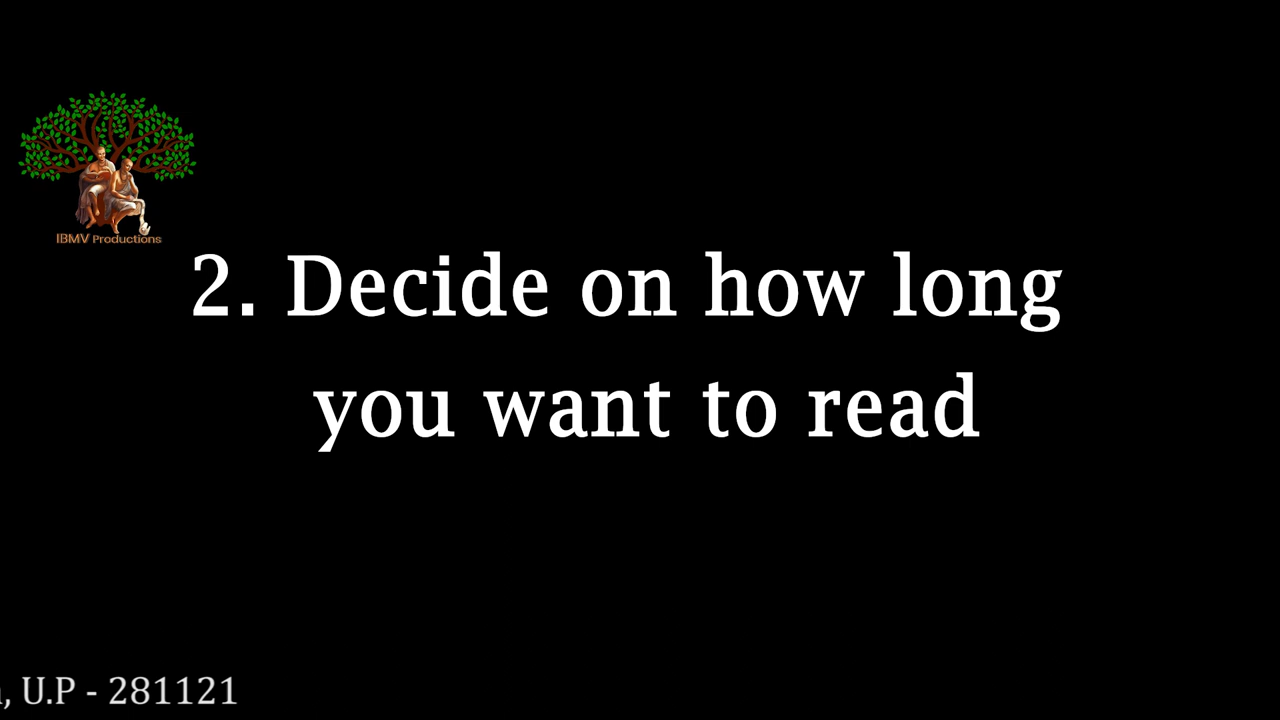 IBMV Productions
2. Decide on how long
you want to read
, U.P - 281121